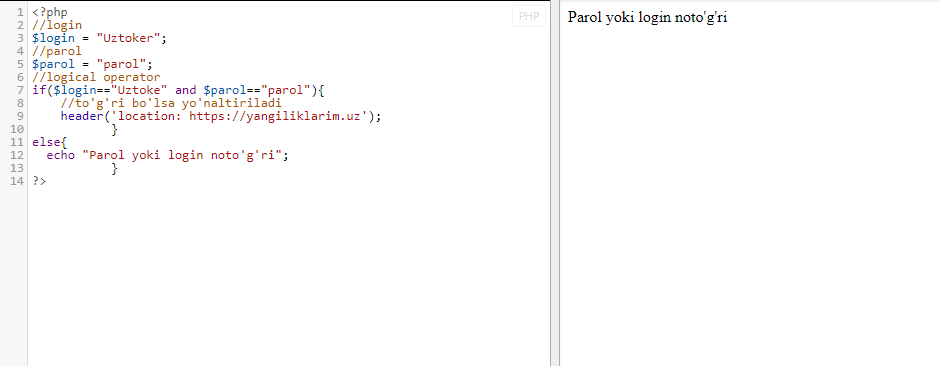 1 <?php
2 //login
3 $login = "Uztoker";
4 //parol
5 $parol = "parol";
6 //logical operator
7 if($login=="Uztoke" and $parol=="parol"){
8     //to'g'ri bo'lsa yo'naltiriladi
9     header('location: https://yangiliklarim.uz');
10            }
11 else{
12   echo "Parol yoki login noto'g'ri";
13            }
14 ?>
PHP
Parol yoki login noto'g'ri